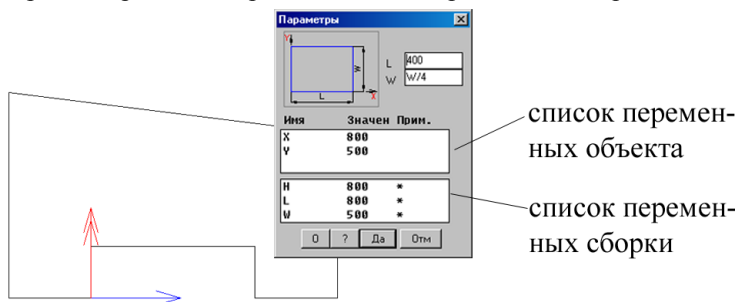 Параметры
Y
W
L
X
L 400
W W/4
Имя Значен Прим.
X 800
Y 500
H 800 *
L 800 *
W 500 *
О ? Да Отм
список перемен-
ных объекта
список перемен-
ных сборки